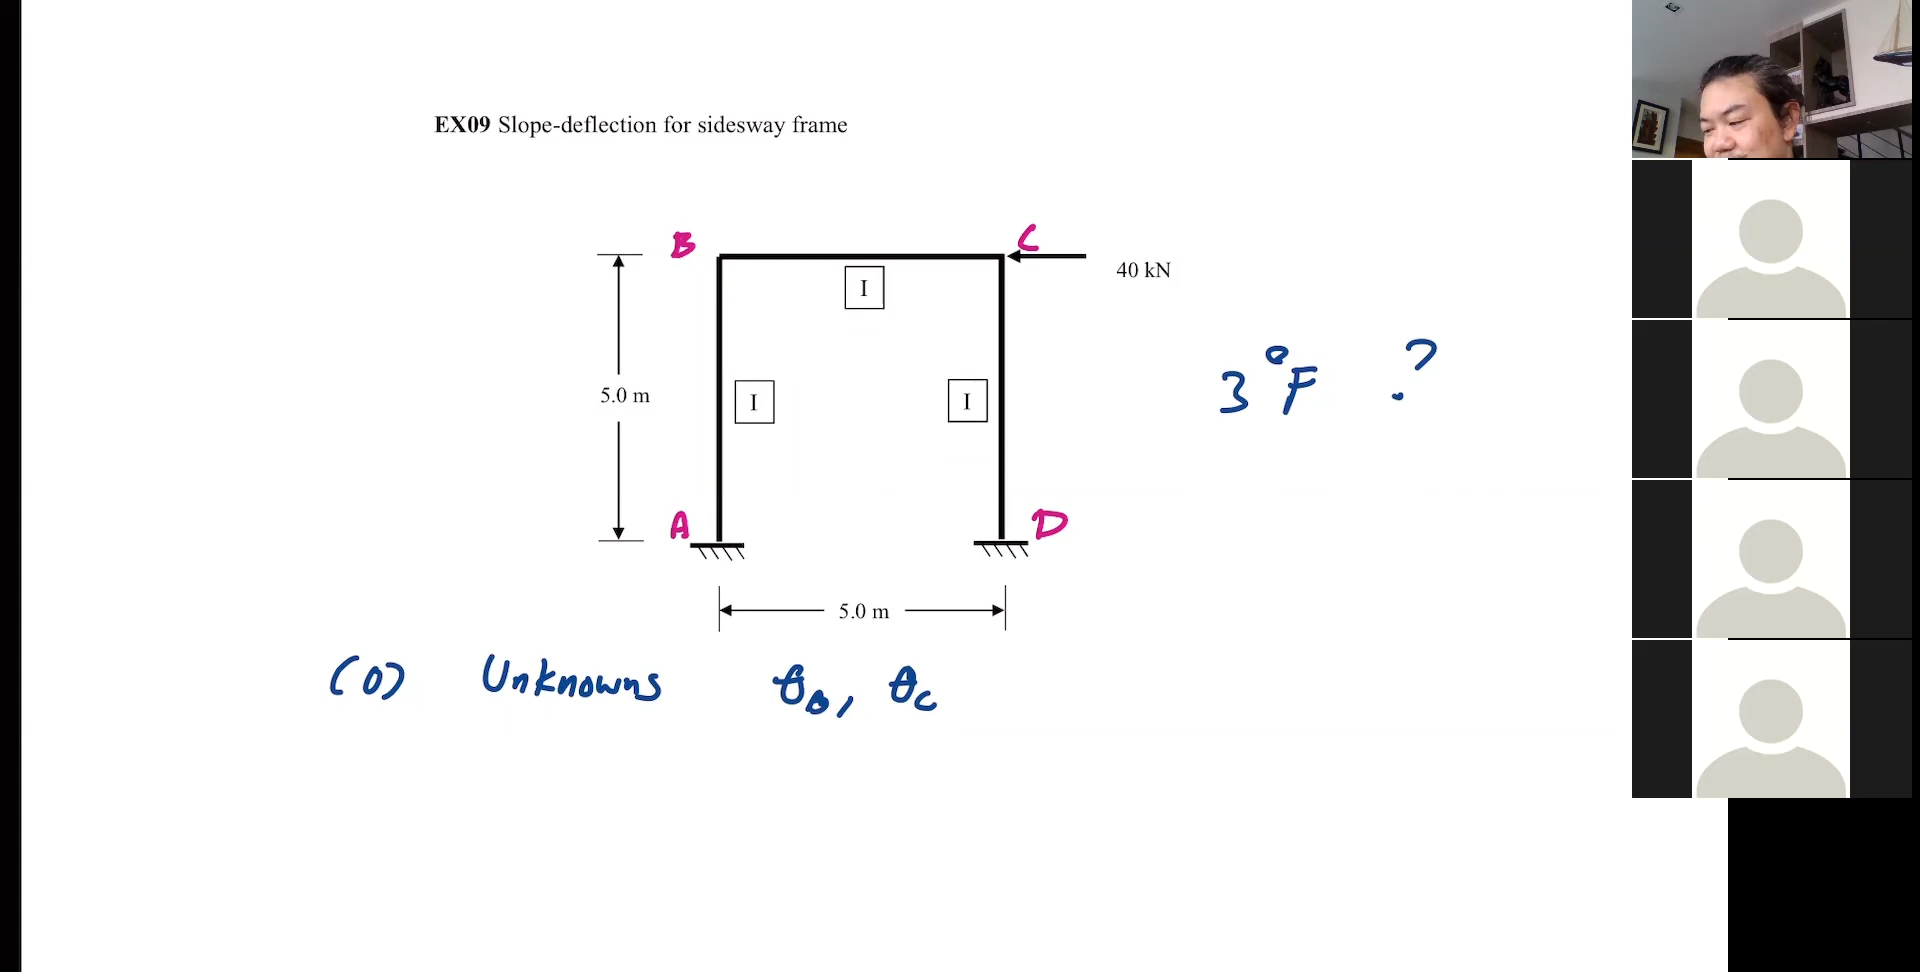 EX09 Slope-deflection for sidesway frame
B
C
40 kN
I
3°F ?
5.0 m
I
I
A
D
5.0 m
(0) Unknowns θB, θC